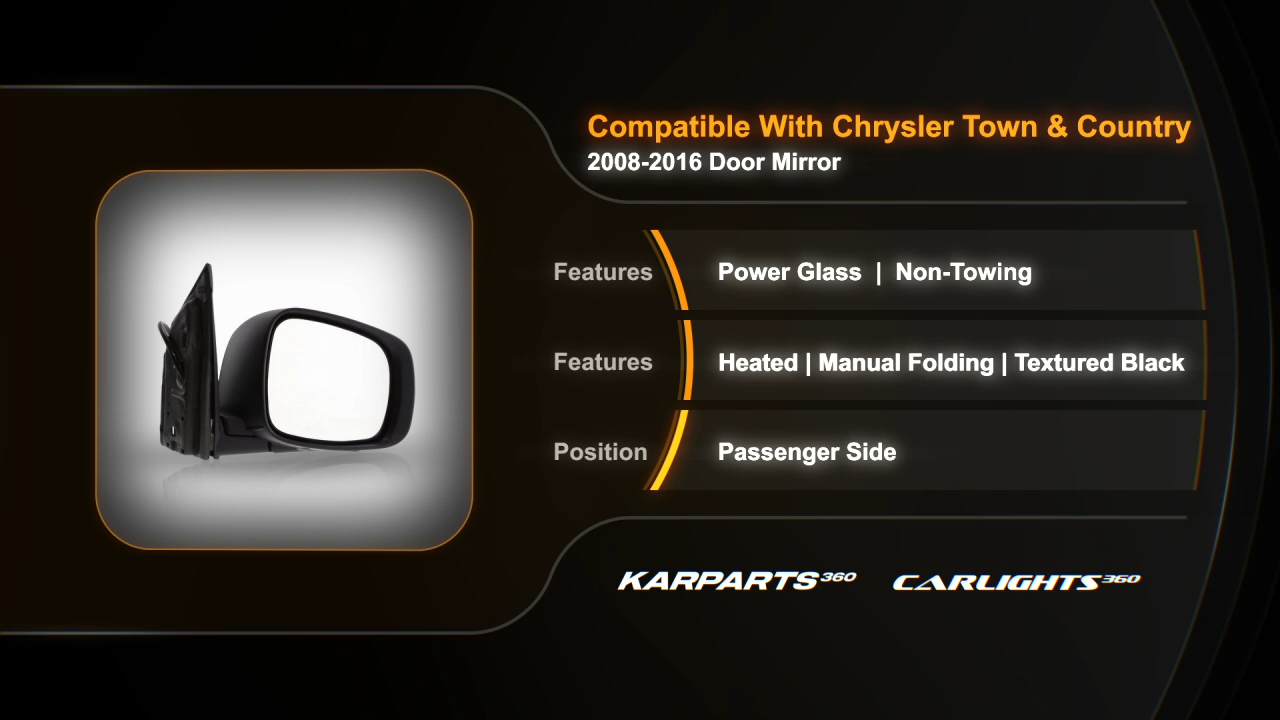 Compatible With Chrysler Town & Country
2008-2016 Door Mirror
Features Power Glass | Non-Towing
Features Heated | Manual Folding | Textured Black
Position Passenger Side
KARPARTS360 CARLIGHTS360